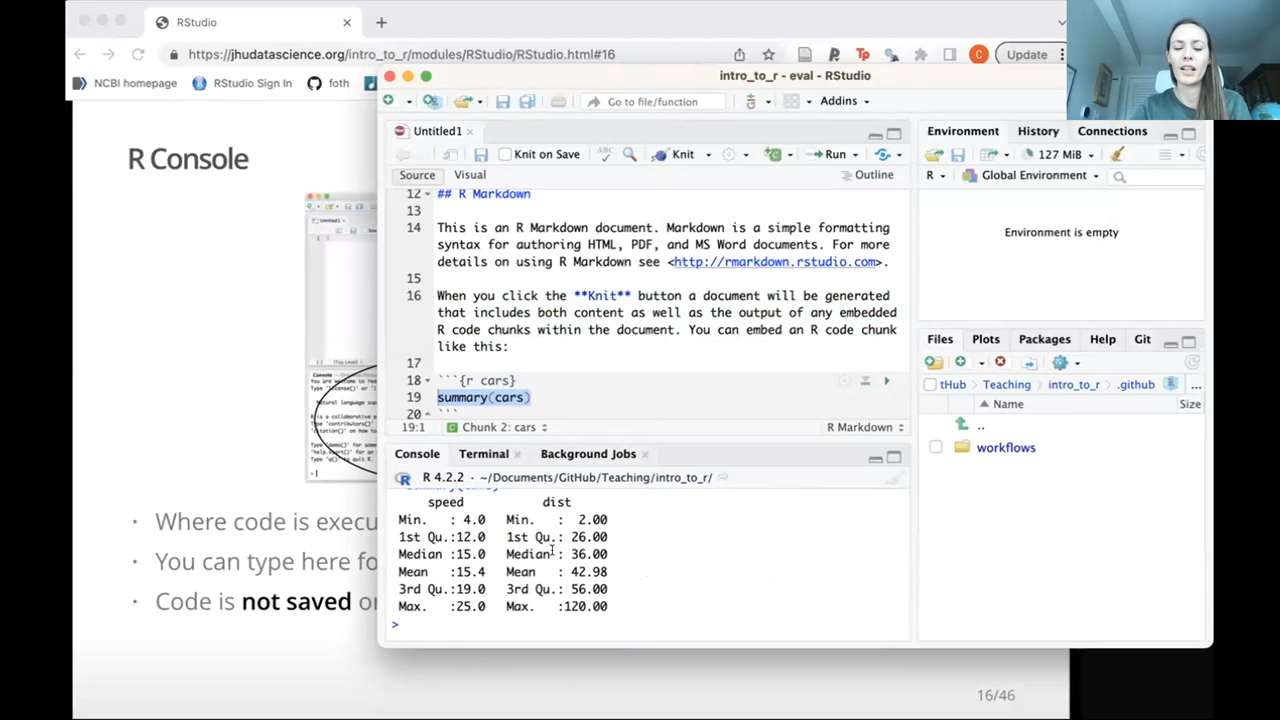 RStudio
https://jhudatascience.org/intro_to_r/modules/RStudio/RStudio.html#16
Update
NCBI homepage
RStudio Sign In
foth
R Console
Where code is execu
You can type here fo
Code is not saved o
16/46
intro_to_r - eval - RStudio
Go to file/function
Addins
Untitled1
Knit on Save
Knit
Run
Source Visual
Outline
12 ## R Markdown
13
14 This is an R Markdown document. Markdown is a simple formatting
syntax for authoring HTML, PDF, and MS Word documents. For more
details on using R Markdown see <http://rmarkdown.rstudio.com>.
15
16 When you click the **Knit** button a document will be generated
that includes both content as well as the output of any embedded
R code chunks within the document. You can embed an R code chunk
like this:
17
18 ```{r cars}
19 summary(cars)
20 ```
19:1 Chunk 2: cars R Markdown
Console Terminal Background Jobs
R 4.2.2 · ~/Documents/GitHub/Teaching/intro_to_r/
speed dist
Min. : 4.0 Min. : 2.00
1st Qu.:12.0 1st Qu.: 26.00
Median :15.0 Median : 36.00
Mean :15.4 Mean : 42.98
3rd Qu.:19.0 3rd Qu.: 56.00
Max. :25.0 Max. :120.00
>
Environment History Connections
127 MiB
R Global Environment
Environment is empty
Files Plots Packages Help Git
tHub Teaching intro_to_r .github ...
Name Size
..
workflows